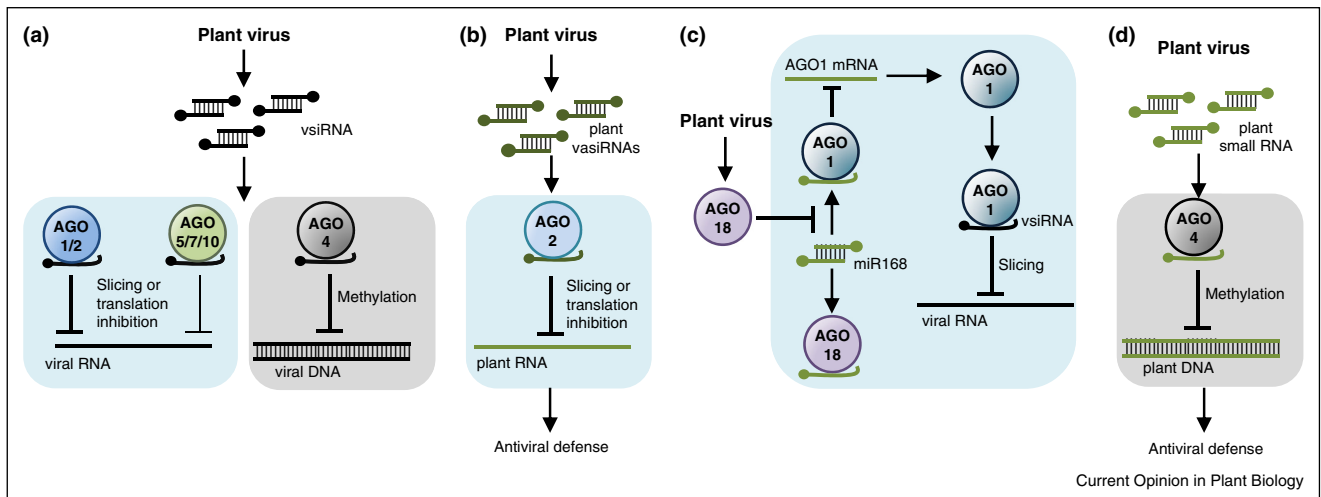 (a)
Plant virus
vsiRNA
AGO
1/2
AGO
5/7/10
Slicing or
translation
inhibition
viral RNA
AGO
4
Methylation
viral DNA
(b)
Plant virus
plant
vasiRNAs
AGO
2
Slicing or
translation
inhibition
plant RNA
Antiviral defense
(c)
Plant virus
AGO
18
AGO1 mRNA
AGO
1
miR168
AGO
18
AGO
1
AGO
1
vsiRNA
Slicing
viral RNA
(d)
Plant virus
plant
small RNA
AGO
4
Methylation
plant DNA
Antiviral defense
Current Opinion in Plant Biology